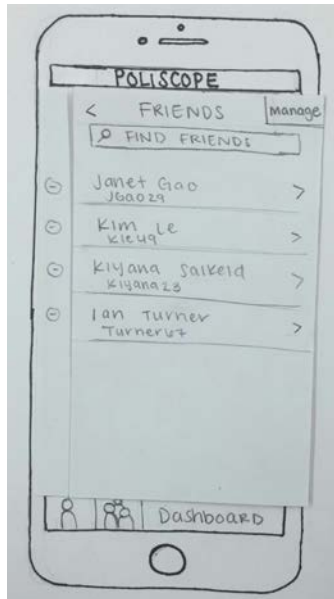 POLISCOPE
< FRIENDS Manage
FIND FRIENDS
Janet Gao >
JGao29
Kim Le >
Kle49
Kiyana Salkeld >
Kiyana23
Ian Turner >
Turner67
Dashboard